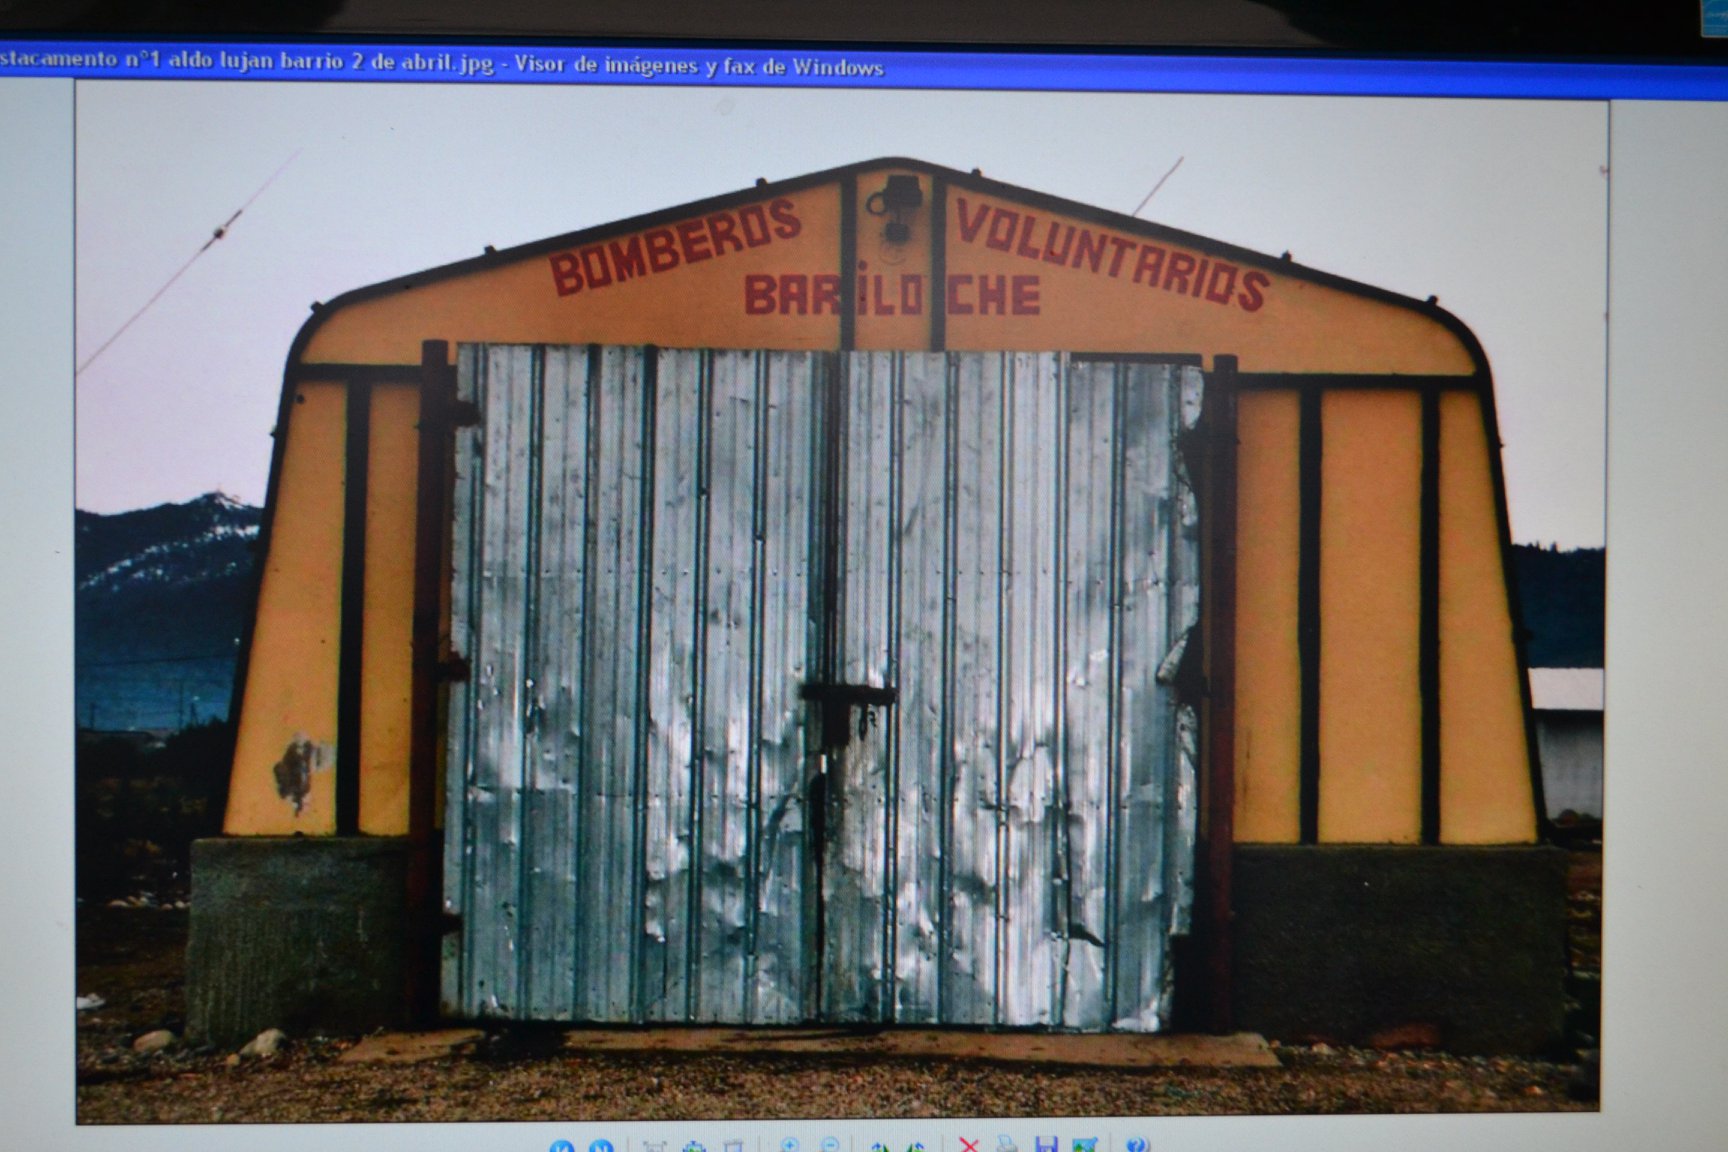 stacamento n°1 aldo lujan barrio 2 de abril.jpg - Visor de imágenes y fax de Windows
BOMBEROS VOLUNTARIOS
BARiLOCHE